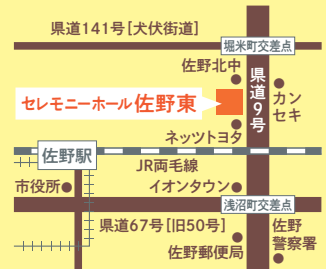 県道141号[犬伏街道]
堀米町交差点
佐野北中
県道9号
カンセキ
セレモニーホール 佐野東
ネッツトヨタ
佐野駅
JR両毛線
市役所
イオンタウン
浅沼町交差点
県道67号[旧50号]
佐野郵便局
佐野
警察署